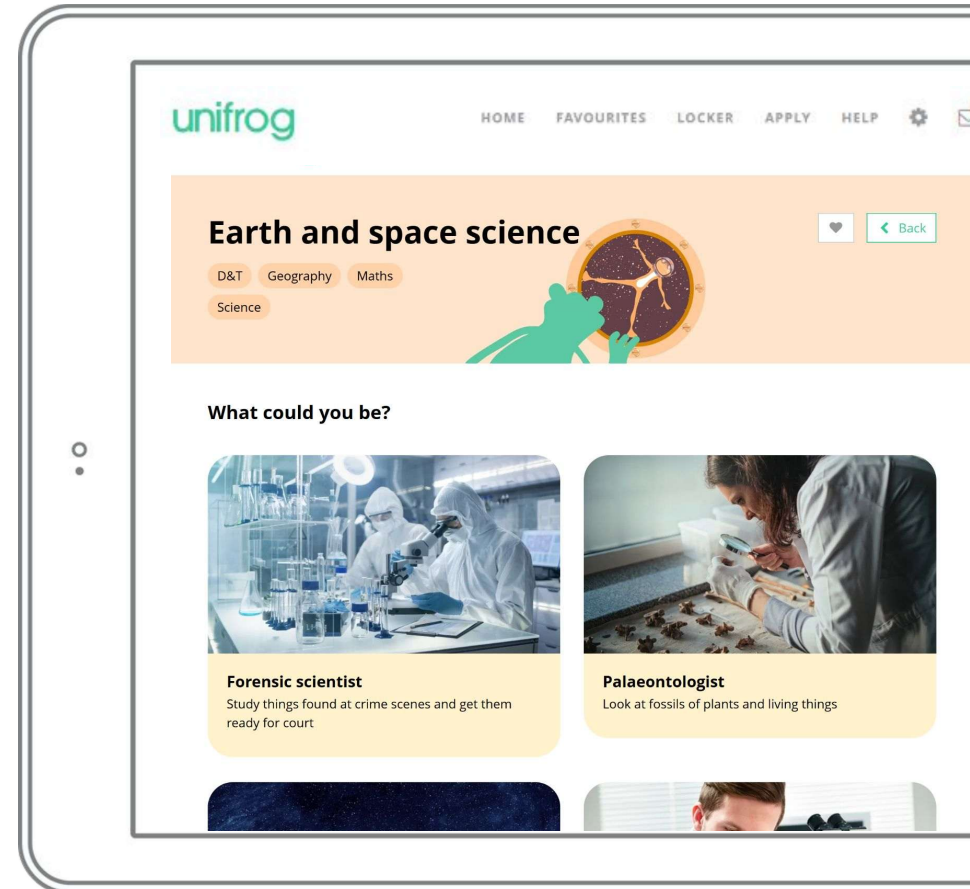 unifrog
HOME FAVOURITES LOCKER APPLY HELP
Earth and space science
Back
D&T Geography Maths
Science
What could you be?
Forensic scientist
Study things found at crime scenes and get them
ready for court
Palaeontologist
Look at fossils of plants and living things